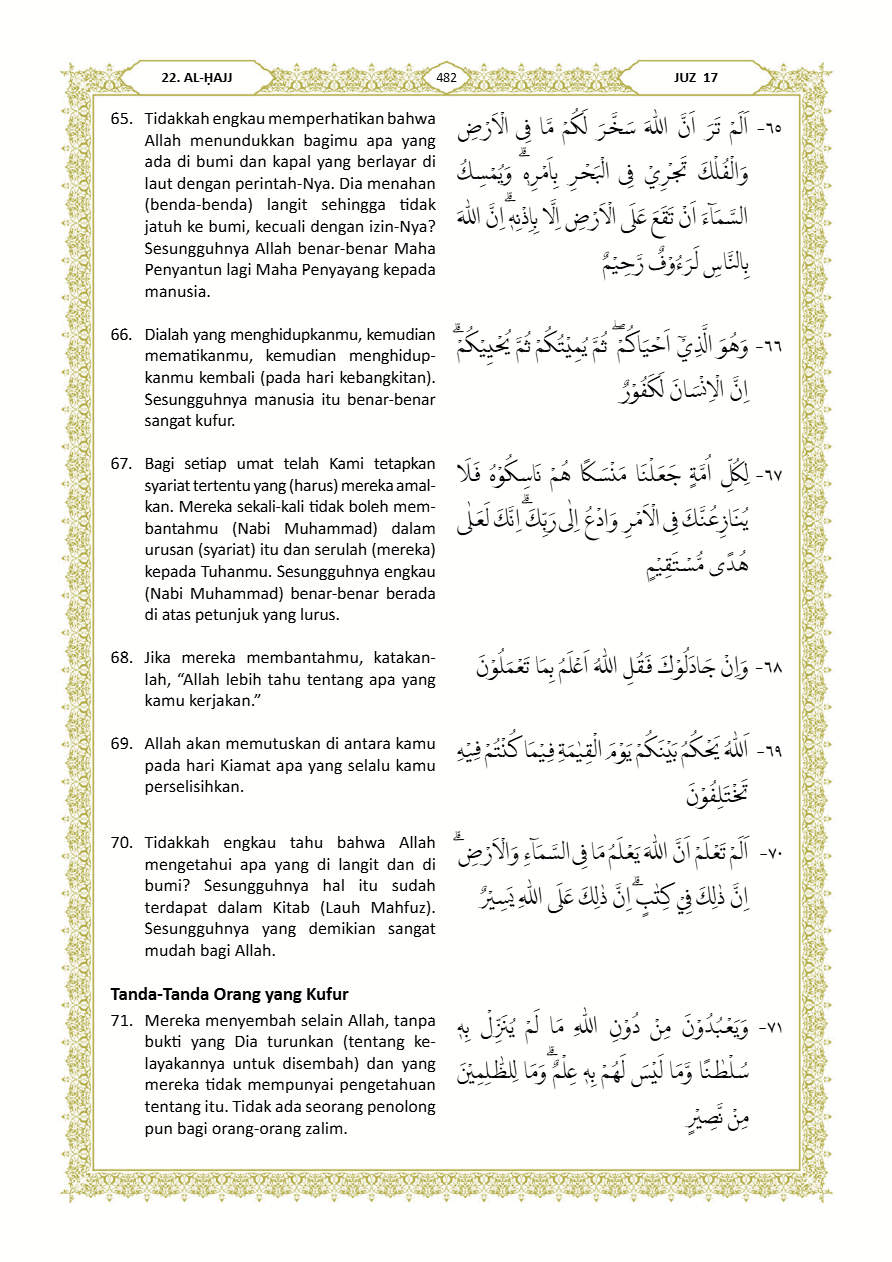 22. AL-ḤAJJ
482
JUZ 17
65. Tidakkah engkau memperhatikan bahwa
Allah menundukkan bagimu apa yang
ada di bumi dan kapal yang berlayar di
laut dengan perintah-Nya. Dia menahan
(benda-benda) langit sehingga tidak
jatuh ke bumi, kecuali dengan izin-Nya?
Sesungguhnya Allah benar-benar Maha
Penyantun lagi Maha Penyayang kepada
manusia.
٦٥- اَلَمْ تَرَ اَنَّ اللّٰهَ سَخَّرَ لَكُمْ مَّا فِى الْاَرْضِ
وَالْفُلْكَ تَجْرِيْ فِى الْبَحْرِ بِاَمْرِهٖۗ وَيُمْسِكُ
السَّمَاۤءَ اَنْ تَقَعَ عَلَى الْاَرْضِ اِلَّا بِاِذْنِهٖۗ اِنَّ اللّٰهَ
بِالنَّاسِ لَرَءُوْفٌ رَّحِيْمٌ
66. Dialah yang menghidupkanmu, kemudian
mematikanmu, kemudian menghidup-
kanmu kembali (pada hari kebangkitan).
Sesungguhnya manusia itu benar-benar
sangat kufur.
٦٦- وَهُوَ الَّذِيْٓ اَحْيَاكُمْۖ ثُمَّ يُمِيْتُكُمْ ثُمَّ يُحْيِيْكُمْۗ
اِنَّ الْاِنْسَانَ لَكَفُوْرٌ
67. Bagi setiap umat telah Kami tetapkan
syariat tertentu yang (harus) mereka amal-
kan. Mereka sekali-kali tidak boleh mem-
bantahmu (Nabi Muhammad) dalam
urusan (syariat) itu dan serulah (mereka)
kepada Tuhanmu. Sesungguhnya engkau
(Nabi Muhammad) benar-benar berada
di atas petunjuk yang lurus.
٦٧- لِكُلِّ اُمَّةٍ جَعَلْنَا مَنْسَكًا هُمْ نَاسِكُوْهُ فَلَا
يُنَازِعُنَّكَ فِى الْاَمْرِ وَادْعُ اِلٰى رَبِّكَۗ اِنَّكَ لَعَلٰى
هُدًى مُّسْتَقِيْمٍ
68. Jika mereka membantahmu, katakan-
lah, “Allah lebih tahu tentang apa yang
kamu kerjakan.”
٦٨- وَاِنْ جَادَلُوْكَ فَقُلِ اللّٰهُ اَعْلَمُ بِمَا تَعْمَلُوْنَ
69. Allah akan memutuskan di antara kamu
pada hari Kiamat apa yang selalu kamu
perselisihkan.
٦٩- اَللّٰهُ يَحْكُمُ بَيْنَكُمْ يَوْمَ الْقِيٰمَةِ فِيْمَا كُنْتُمْ فِيْهِ
تَخْتَلِفُوْنَ
70. Tidakkah engkau tahu bahwa Allah
mengetahui apa yang di langit dan di
bumi? Sesungguhnya hal itu sudah
terdapat dalam Kitab (Lauh Mahfuz).
Sesungguhnya yang demikian sangat
mudah bagi Allah.
٧٠- اَلَمْ تَعْلَمْ اَنَّ اللّٰهَ يَعْلَمُ مَا فِى السَّمَاۤءِ وَالْاَرْضِۗ
اِنَّ ذٰلِكَ فِيْ كِتٰبٍۗ اِنَّ ذٰلِكَ عَلَى اللّٰهِ يَسِيْرٌ
Tanda-Tanda Orang yang Kufur
71. Mereka menyembah selain Allah, tanpa
bukti yang Dia turunkan (tentang ke-
layakannya untuk disembah) dan yang
mereka tidak mempunyai pengetahuan
tentang itu. Tidak ada seorang penolong
pun bagi orang-orang zalim.
٧١- وَيَعْبُدُوْنَ مِنْ دُوْنِ اللّٰهِ مَا لَمْ يُنَزِّلْ بِهٖ
سُلْطٰنًا وَّمَا لَيْسَ لَهُمْ بِهٖ عِلْمٌۗ وَمَا لِلظّٰلِمِيْنَ
مِنْ نَّصِيْرٍ